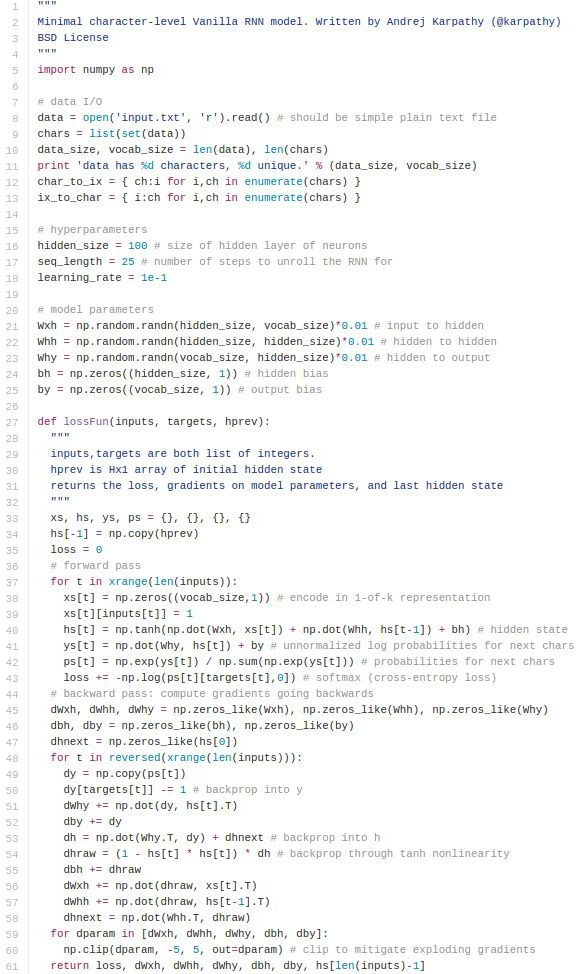 1 """
2 Minimal character-level Vanilla RNN model. Written by Andrej Karpathy (@karpathy)
3 BSD License
4 """
5 import numpy as np
6
7 # data I/O
8 data = open('input.txt', 'r').read() # should be simple plain text file
9 chars = list(set(data))
10 data_size, vocab_size = len(data), len(chars)
11 print 'data has %d characters, %d unique.' % (data_size, vocab_size)
12 char_to_ix = { ch:i for i,ch in enumerate(chars) }
13 ix_to_char = { i:ch for i,ch in enumerate(chars) }
14
15 # hyperparameters
16 hidden_size = 100 # size of hidden layer of neurons
17 seq_length = 25 # number of steps to unroll the RNN for
18 learning_rate = 1e-1
19
20 # model parameters
21 Wxh = np.random.randn(hidden_size, vocab_size)*0.01 # input to hidden
22 Whh = np.random.randn(hidden_size, hidden_size)*0.01 # hidden to hidden
23 Why = np.random.randn(vocab_size, hidden_size)*0.01 # hidden to output
24 bh = np.zeros((hidden_size, 1)) # hidden bias
25 by = np.zeros((vocab_size, 1)) # output bias
26
27 def lossFun(inputs, targets, hprev):
28   """
29   inputs,targets are both list of integers.
30   hprev is Hx1 array of initial hidden state
31   returns the loss, gradients on model parameters, and last hidden state
32   """
33   xs, hs, ys, ps = {}, {}, {}, {}
34   hs[-1] = np.copy(hprev)
35   loss = 0
36   # forward pass
37   for t in xrange(len(inputs)):
38     xs[t] = np.zeros((vocab_size,1)) # encode in 1-of-k representation
39     xs[t][inputs[t]] = 1
40     hs[t] = np.tanh(np.dot(Wxh, xs[t]) + np.dot(Whh, hs[t-1]) + bh) # hidden state
41     ys[t] = np.dot(Why, hs[t]) + by # unnormalized log probabilities for next chars
42     ps[t] = np.exp(ys[t]) / np.sum(np.exp(ys[t])) # probabilities for next chars
43     loss += -np.log(ps[t][targets[t],0]) # softmax (cross-entropy loss)
44   # backward pass: compute gradients going backwards
45   dWxh, dWhh, dWhy = np.zeros_like(Wxh), np.zeros_like(Whh), np.zeros_like(Why)
46   dbh, dby = np.zeros_like(bh), np.zeros_like(by)
47   dhnext = np.zeros_like(hs[0])
48   for t in reversed(xrange(len(inputs))):
49     dy = np.copy(ps[t])
50     dy[targets[t]] -= 1 # backprop into y
51     dWhy += np.dot(dy, hs[t].T)
52     dby += dy
53     dh = np.dot(Why.T, dy) + dhnext # backprop into h
54     dhraw = (1 - hs[t] * hs[t]) * dh # backprop through tanh nonlinearity
55     dbh += dhraw
56     dWxh += np.dot(dhraw, xs[t].T)
57     dWhh += np.dot(dhraw, hs[t-1].T)
58     dhnext = np.dot(Whh.T, dhraw)
59   for dparam in [dWxh, dWhh, dWhy, dbh, dby]:
60     np.clip(dparam, -5, 5, out=dparam) # clip to mitigate exploding gradients
61   return loss, dWxh, dWhh, dWhy, dbh, dby, hs[len(inputs)-1]